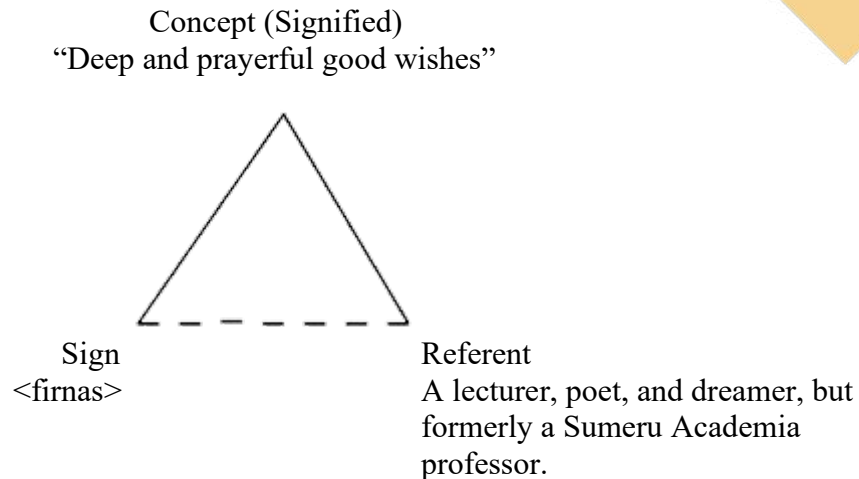 Concept (Signified)
“Deep and prayerful good wishes”
Sign
<firnas>
Referent
A lecturer, poet, and dreamer, but
formerly a Sumeru Academia
professor.